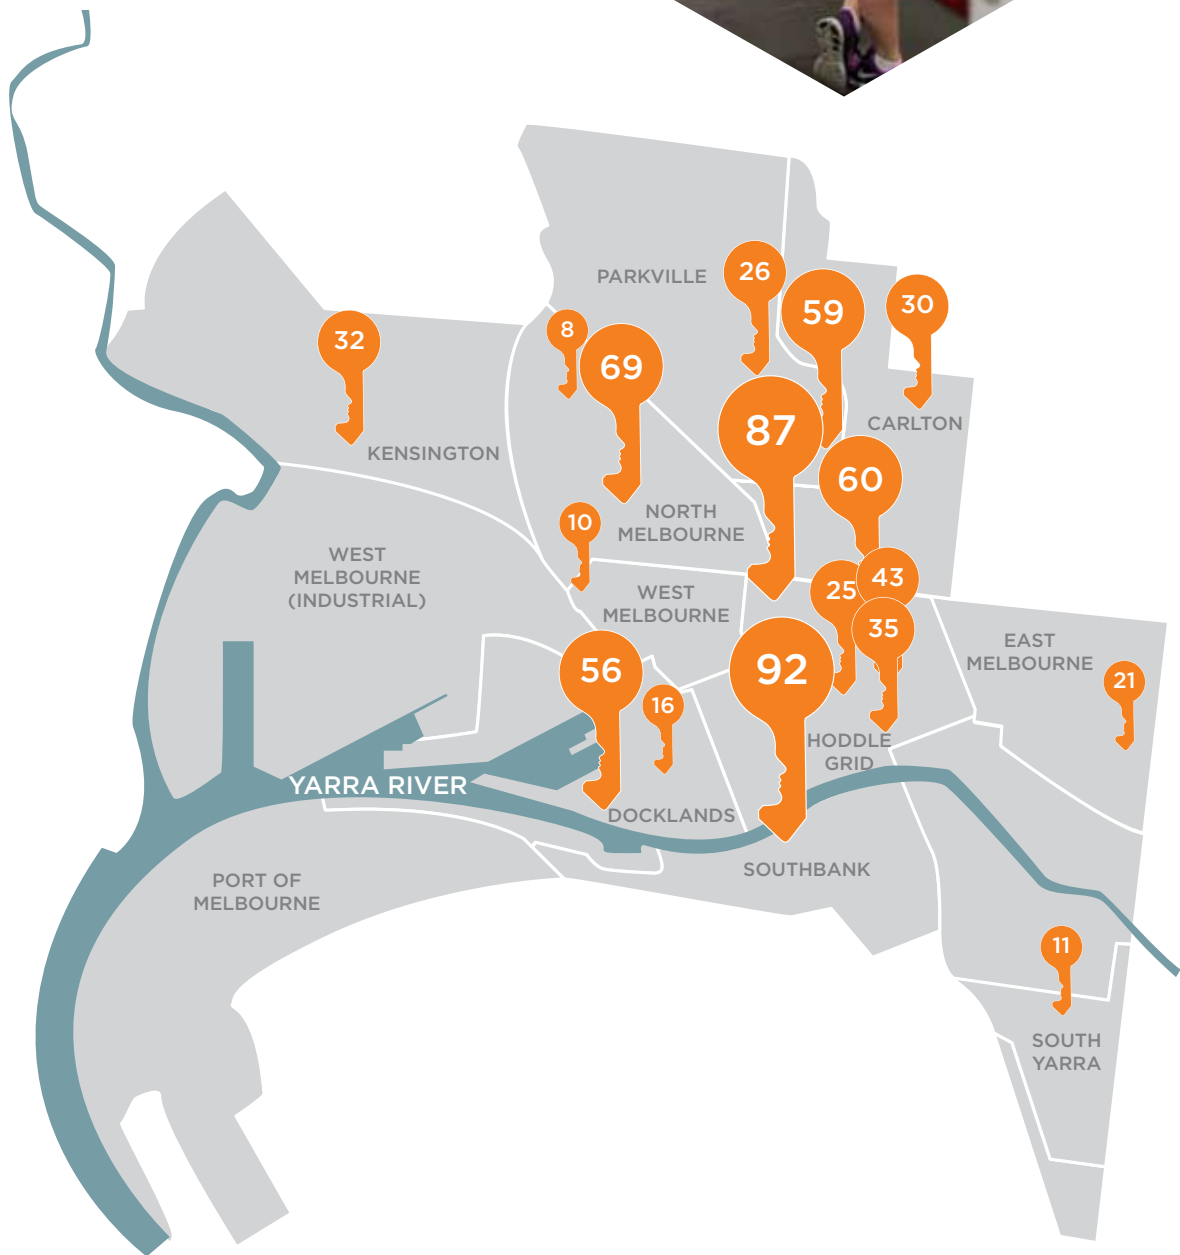 26
PARKVILLE
59
30
32
8
69
87
CARLTON
KENSINGTON
60
10
NORTH
MELBOURNE
WEST
MELBOURNE
(INDUSTRIAL)
43
25
WEST
MELBOURNE
35
EAST
MELBOURNE
56
92
21
16
HODDLE
GRID
YARRA RIVER
DOCKLANDS
SOUTHBANK
PORT OF
MELBOURNE
11
SOUTH
YARRA